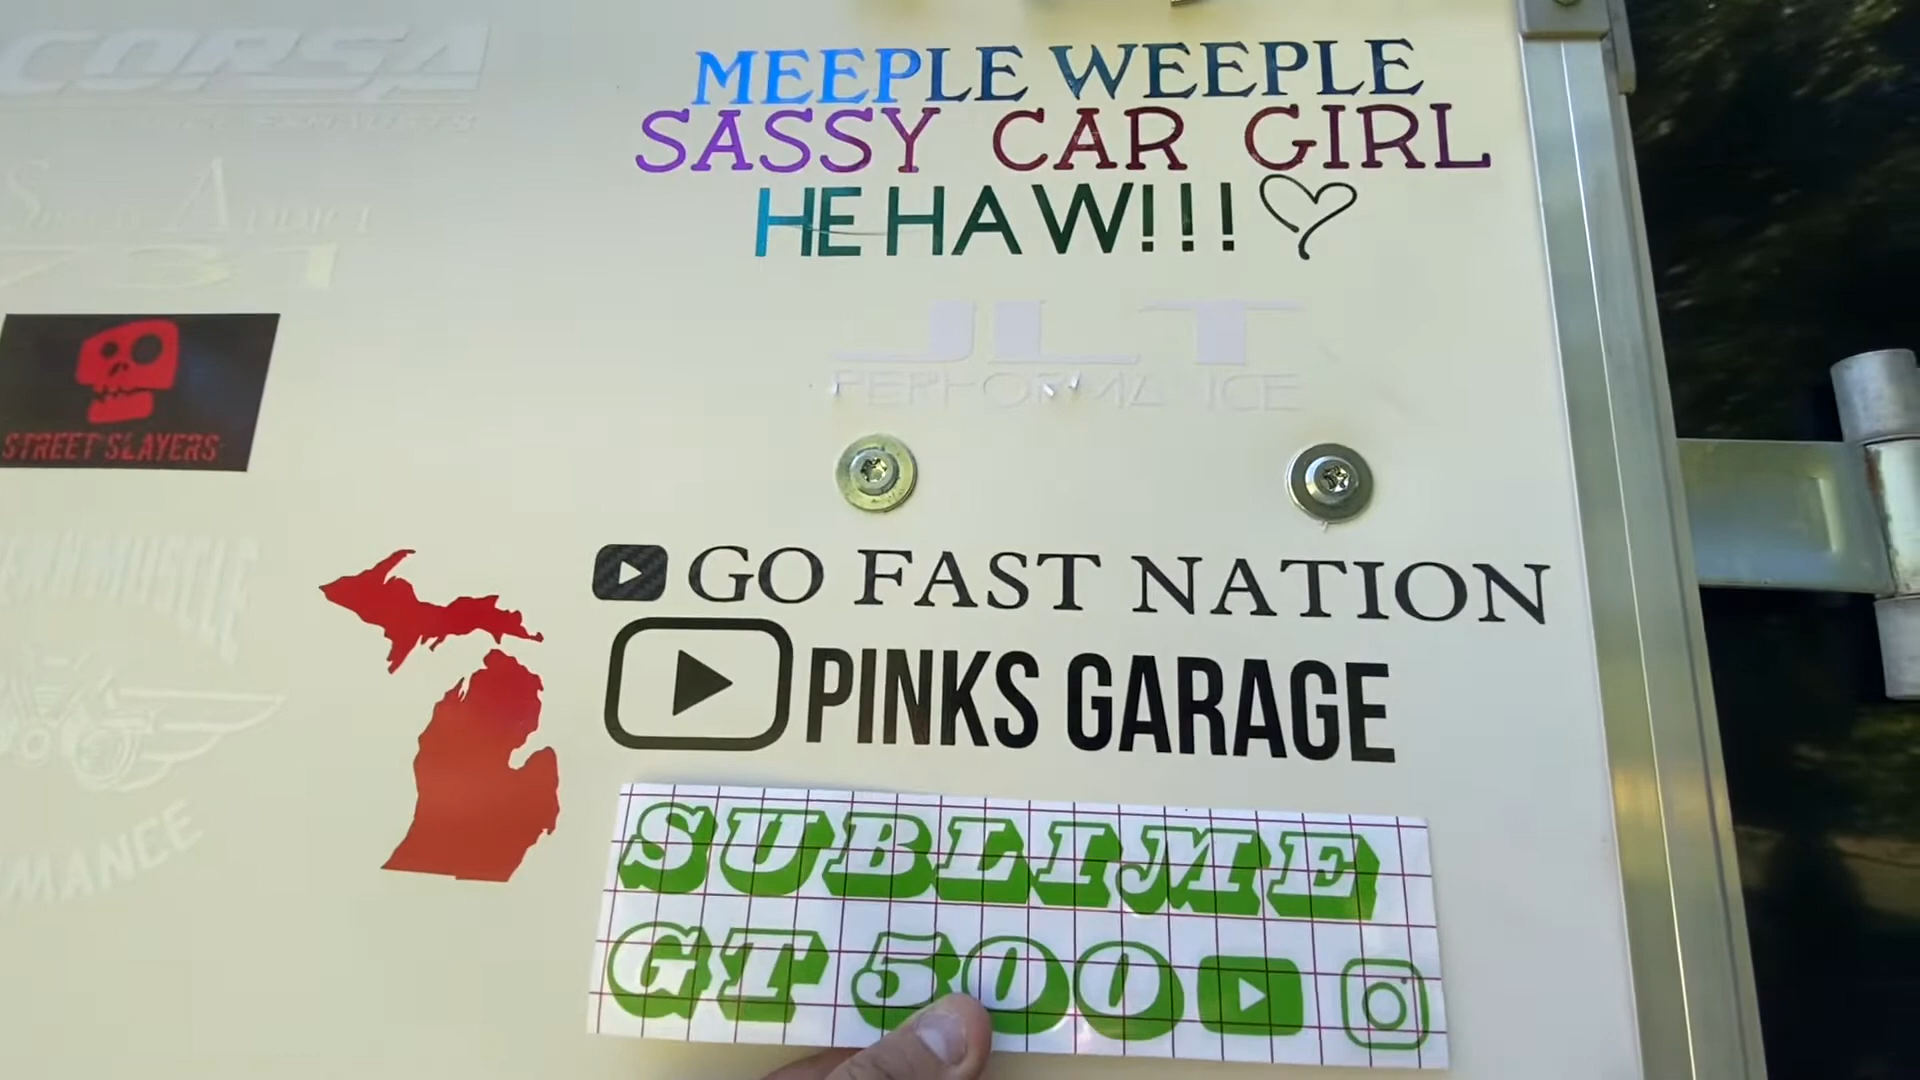 CORSA
MEEPLE WEEPLE
SASSY CAR GIRL
HE HAW!!!
731
JLT
PERFORMANCE
STREET SLAYERS
GO FAST NATION
PINKS GARAGE
SUBLIME
GT 500